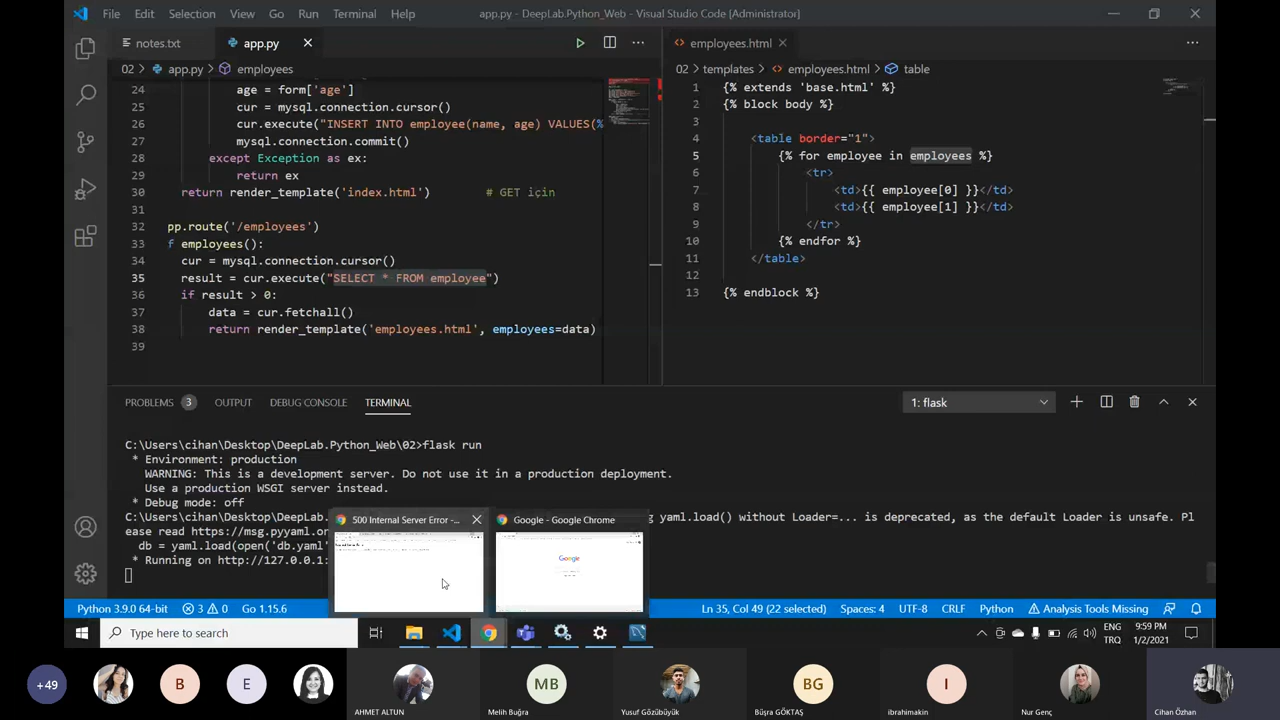 File Edit Selection View Go Run Terminal Help
app.py - DeepLab.Python_Web - Visual Studio Code [Administrator]
notes.txt
app.py
employees.html
02 > app.py > employees
02 > templates > employees.html > table
24 age = form['age']
25 cur = mysql.connection.cursor()
26 cur.execute("INSERT INTO employee(name, age) VALUES(%
27 mysql.connection.commit()
28 except Exception as ex:
29 return ex
30 return render_template('index.html') # GET için
31
32 pp.route('/employees')
33 f employees():
34 cur = mysql.connection.cursor()
35 result = cur.execute("SELECT * FROM employee")
36 if result > 0:
37 data = cur.fetchall()
38 return render_template('employees.html', employees=data)
39
1 {% extends 'base.html' %}
2 {% block body %}
3
4 <table border="1">
5 {% for employee in employees %}
6 <tr>
7 <td>{{ employee[0] }}</td>
8 <td>{{ employee[1] }}</td>
9 </tr>
10 {% endfor %}
11 </table>
12
13 {% endblock %}
PROBLEMS 3 OUTPUT DEBUG CONSOLE TERMINAL
1: flask
C:\Users\cihan\Desktop\DeepLab.Python_Web\02>flask run
* Environment: production
WARNING: This is a development server. Do not use it in a production deployment.
Use a production WSGI server instead.
* Debug mode: off
C:\Users\cihan\Desktop\DeepLab. g yaml.load() without Loader=... is deprecated, as the default Loader is unsafe. Pl
ease read https://msg.pyyaml.o
db = yaml.load(open('db.yaml'
* Running on http://127.0.0.1:
500 Internal Server Error -...
Google - Google Chrome
Google
Python 3.9.0 64-bit 3 0 Go 1.15.6
Ln 35, Col 49 (22 selected) Spaces: 4 UTF-8 CRLF Python Analysis Tools Missing
Type here to search
ENG
TRQ
9:59 PM
1/2/2021
+49
B
E
AHMET ALTUN
MB
Melih Buğra
Yusuf Gözübüyük
BG
Büşra GÖKTAŞ
I
ibrahimakin
Nur Genç
Cihan Özhan